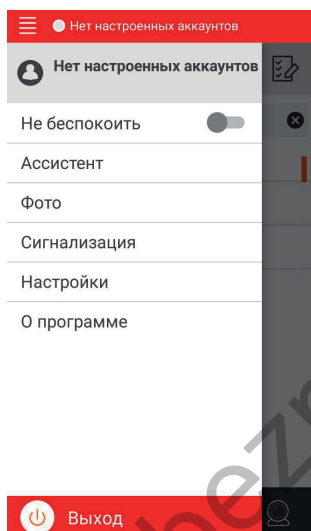 Нет настроенных аккаунтов
Нет настроенных аккаунтов
Не беспокоить
Ассистент
Фото
Сигнализация
Настройки
О программе
Выход